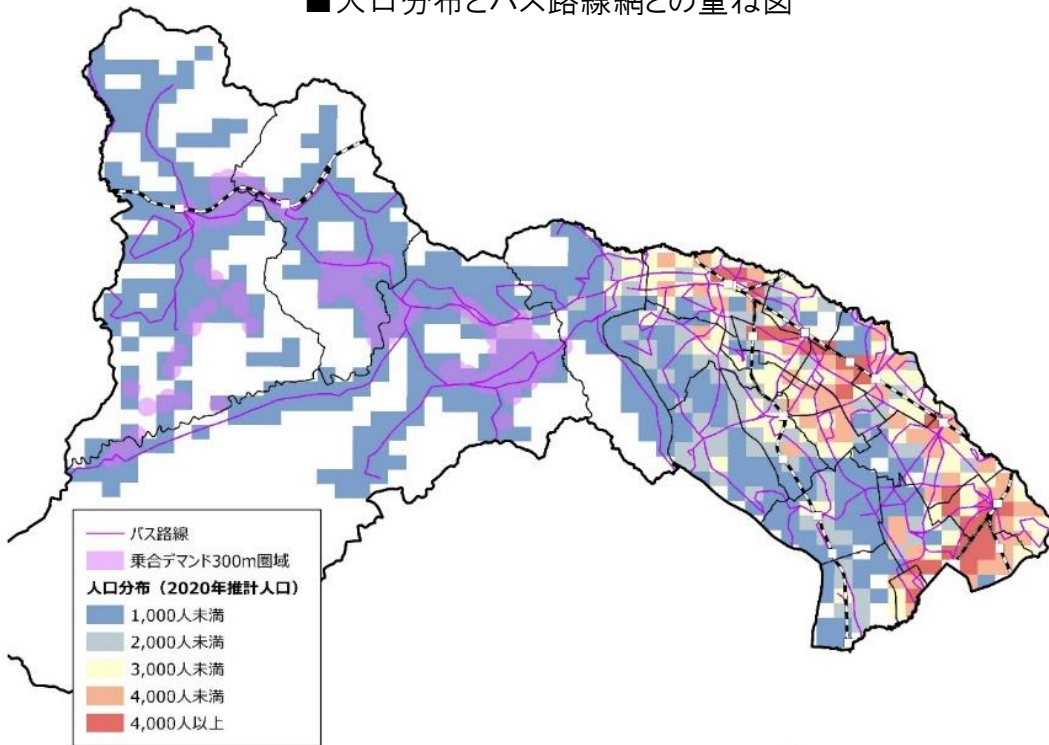 ■人口分布とバス路線網との重ね図
バス路線
乗合デマンド300m圏域
人口分布（2020年推計人口）
1,000人未満
2,000人未満
3,000人未満
4,000人未満
4,000人以上